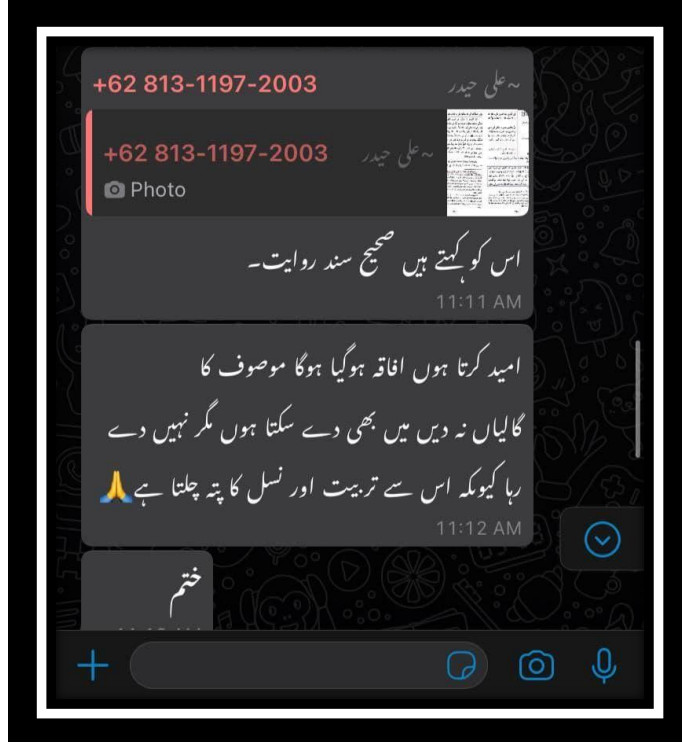 +62 813-1197-2003 ~علی حیدر
+62 813-1197-2003 ~علی حیدر
Photo
اس کو کہتے ہیں صحیح سند روایت۔
11:11 AM
امید کرتا ہوں افاقہ ہوگیا ہوگا موصوف کا
گالیاں نہ دیں میں بھی دے سکتا ہوں مگر نہیں دے
رہا کیوںکہ اس سے تربیت اور نسل کا پتہ چلتا ہے🙏
11:12 AM
ختم